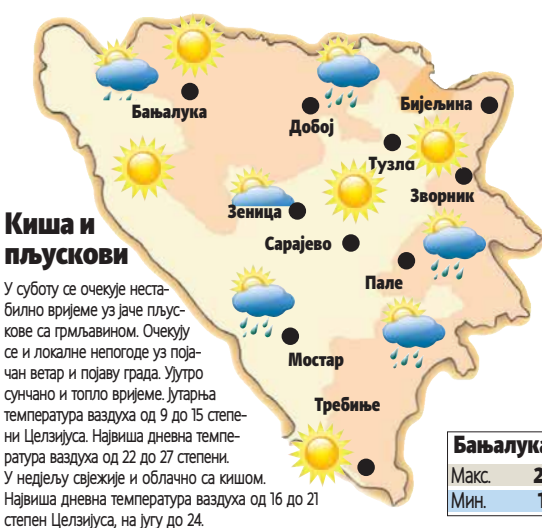 Бањалука
Добој
Бијељина
Тузла
Зворник
Зеница
Сарајево
Пале
Мостар
Требиње
Киша и
пљускови
У суботу се очекује неста-
билно вријеме уз јаче пљус-
кове са грмљавином. Очекују
се и локалне непогоде уз поја-
чан ветар и појаву града. Ујутро
сунчано и топло вријеме. Јутарња
температура ваздуха од 9 до 15 степе-
ни Целзијуса. Највиша дневна темпе-
ратура ваздуха од 22 до 27 степени.
У недјељу свјежије и облачно са кишом.
Највиша дневна температура ваздуха од 16 до 21
степен Целзијуса, на југу до 24.
Бањалука
Макс. 2
Мин. 1